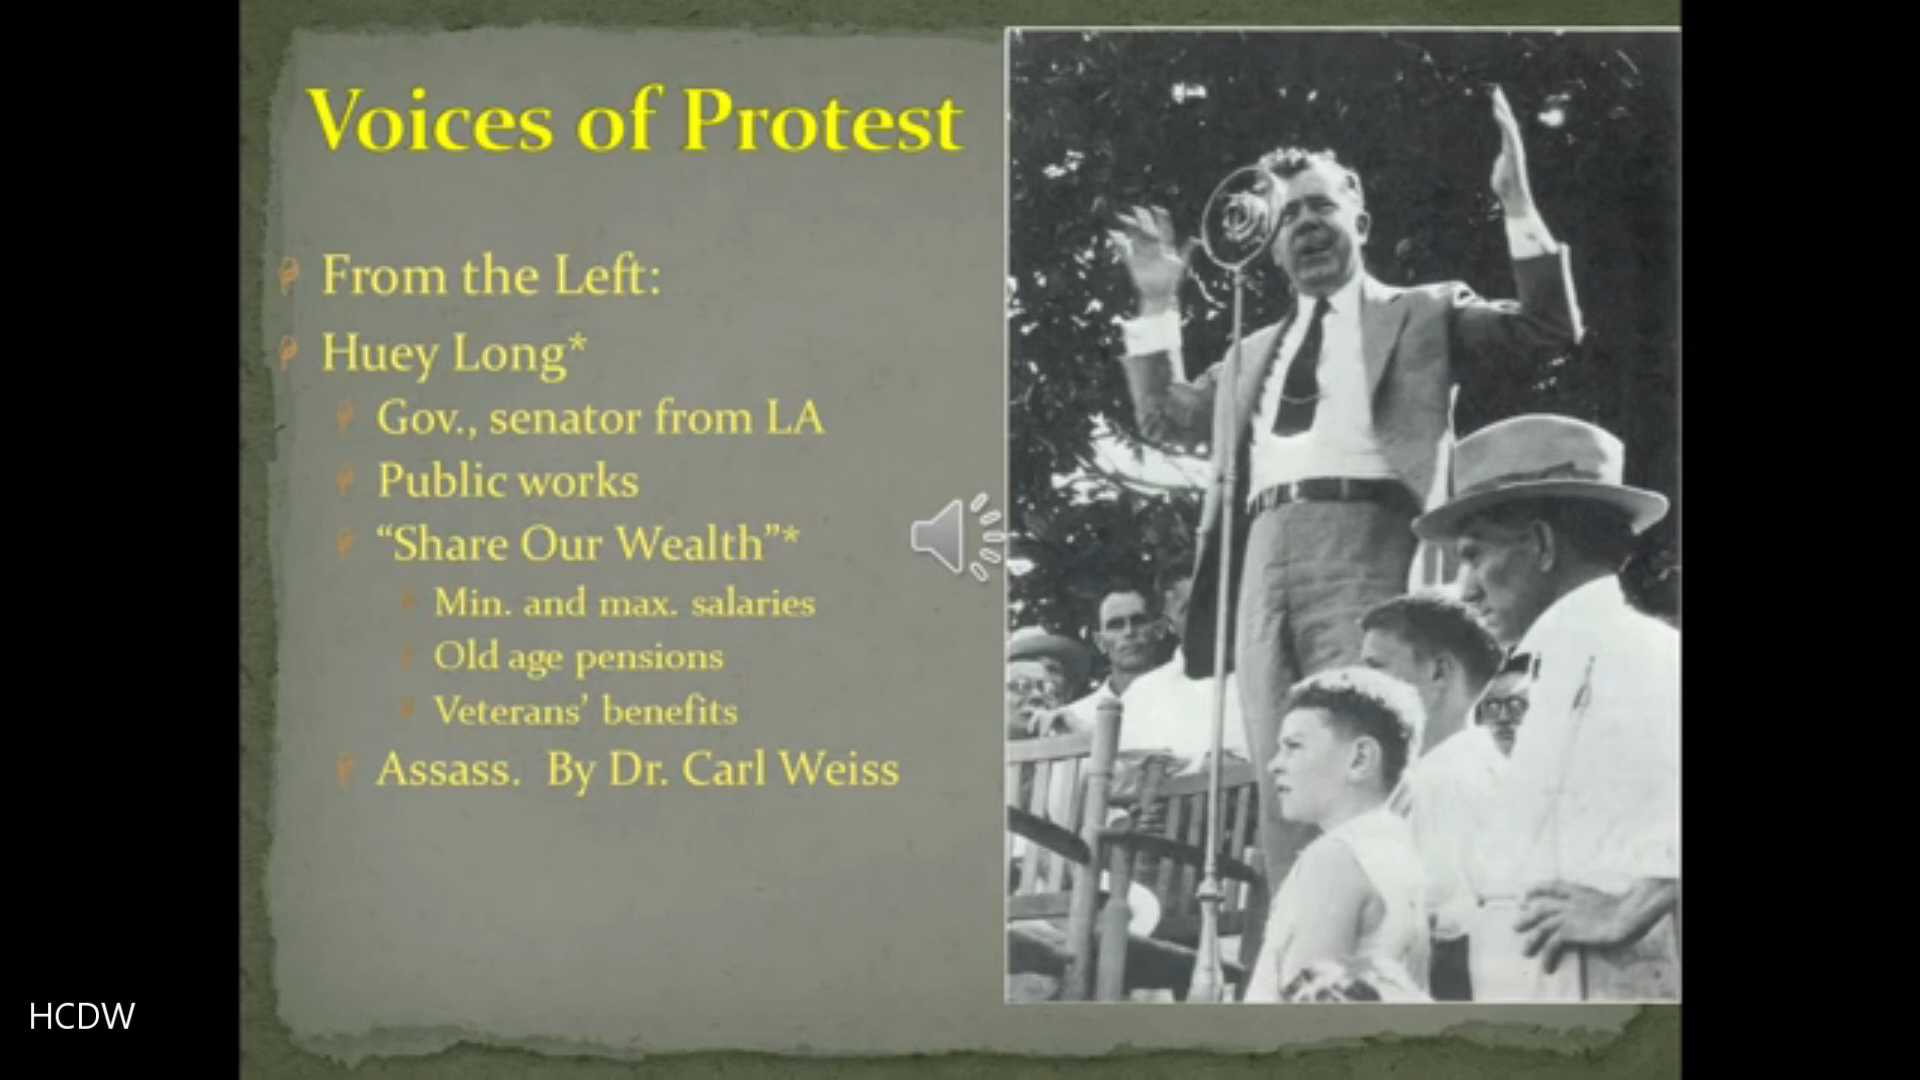 Voices of Protest
From the Left:
Huey Long*
Gov., senator from LA
Public works
“Share Our Wealth”*
Min. and max. salaries
Old age pensions
Veterans’ benefits
Assass.  By Dr. Carl Weiss
HCDW